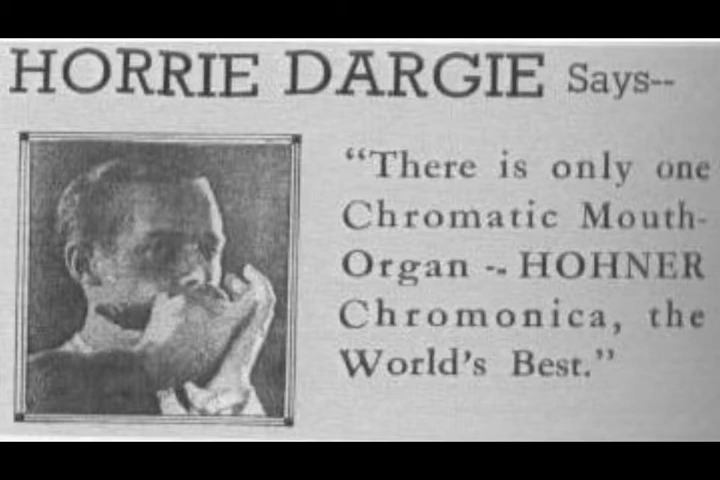 HORRIE DARGIE Says--
“There is only one
Chromatic Mouth-
Organ -- HOHNER
Chromonica, the
World's Best.”